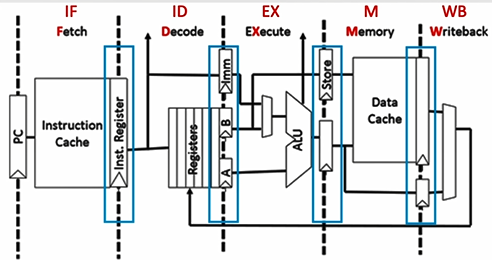 IF ID EX M WB
Fetch Decode EXecute Memory Writeback
PC
Instruction
Cache
Inst. Register
Registers
Imm
B
A
ALU
Store
Data
Cache